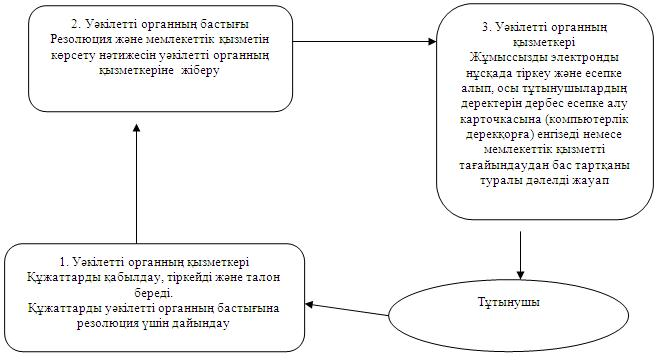 2. Уәкілетті органның бастығы
Резолюция және мемлекеттік қызметін
көрсету нәтижесін уәкілетті органның
қызметкеріне жіберу
3. Уәкілетті органның
қызметкері
Жұмыссызды электронды
нұсқада тіркеу және есепке
алып, осы тұтынушылардың
деректерін дербес есепке алу
карточкасына (компьютерлік
дерекқорға) енгізеді немесе
мемлекеттік қызметті
тағайындаудан бас тартқаны
туралы дәлелді жауап
1. Уәкілетті органның қызметкері
Құжаттарды қабылдау, тіркейді және талон
береді.
Құжаттарды уәкілетті органның бастығына
резолюция үшін дайындау
Тұтынушы